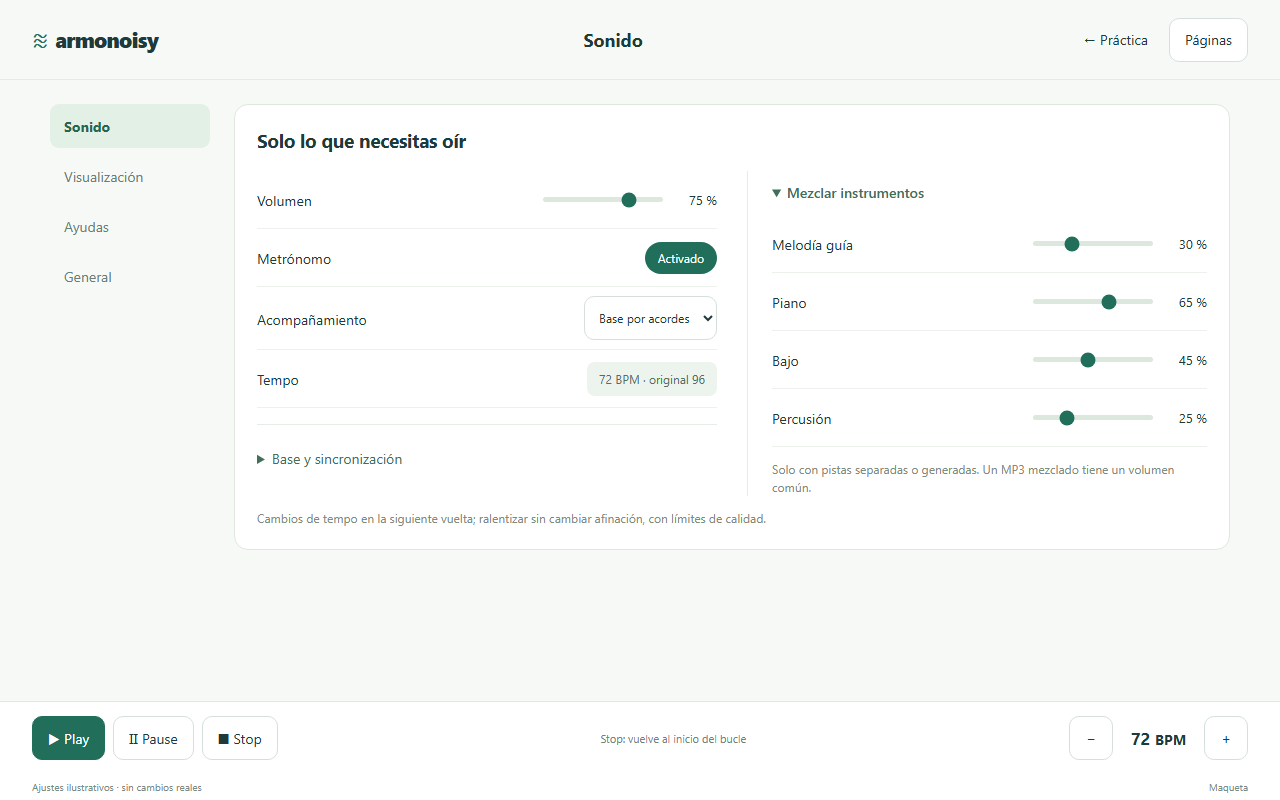 armonoisy
Sonido
← Práctica
Páginas
Sonido
Visualización
Ayudas
General
Solo lo que necesitas oír
Volumen
75 %
Metrónomo
Activado
Acompañamiento
Base por acordes
Tempo
72 BPM · original 96
▶ Base y sincronización
▼ Mezclar instrumentos
Melodía guía
30 %
Piano
65 %
Bajo
45 %
Percusión
25 %
Solo con pistas separadas o generadas. Un MP3 mezclado tiene un volumen
común.
Cambios de tempo en la siguiente vuelta; ralentizar sin cambiar afinación, con límites de calidad.
▶ Play
Pause
■ Stop
Stop: vuelve al inicio del bucle
−
72 BPM
+
Ajustes ilustrativos · sin cambios reales
Maqueta